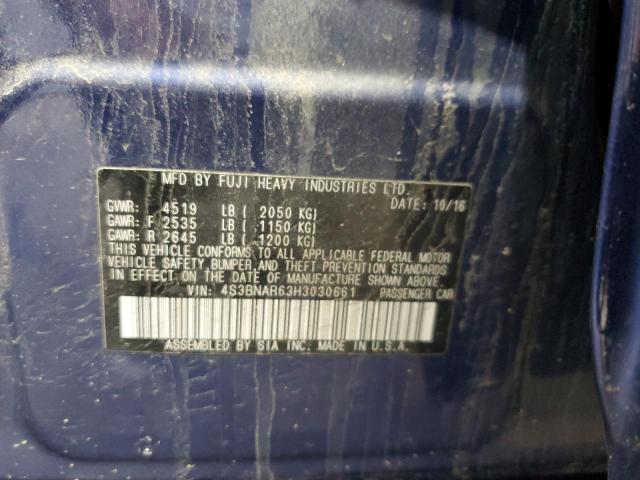 MFD BY FUJI HEAVY INDUSTRIES LTD.
DATE: 10/16
GVWR: 4519 LB ( 2050 KG)
GAWR: F 2535 LB ( 1150 KG)
GAWR: R 2645 LB ( 1200 KG)
THIS VEHICLE CONFORMS TO ALL APPLICABLE FEDERAL MOTOR
VEHICLE SAFETY, BUMPER, AND THEFT PREVENTION STANDARDS
IN EFFECT ON THE DATE OF MANUFACTURE SHOWN ABOVE.
VIN: 4S3BNAR63H3030661 PASSENGER CAR
ASSEMBLED BY SIA INC. MADE IN U.S.A.